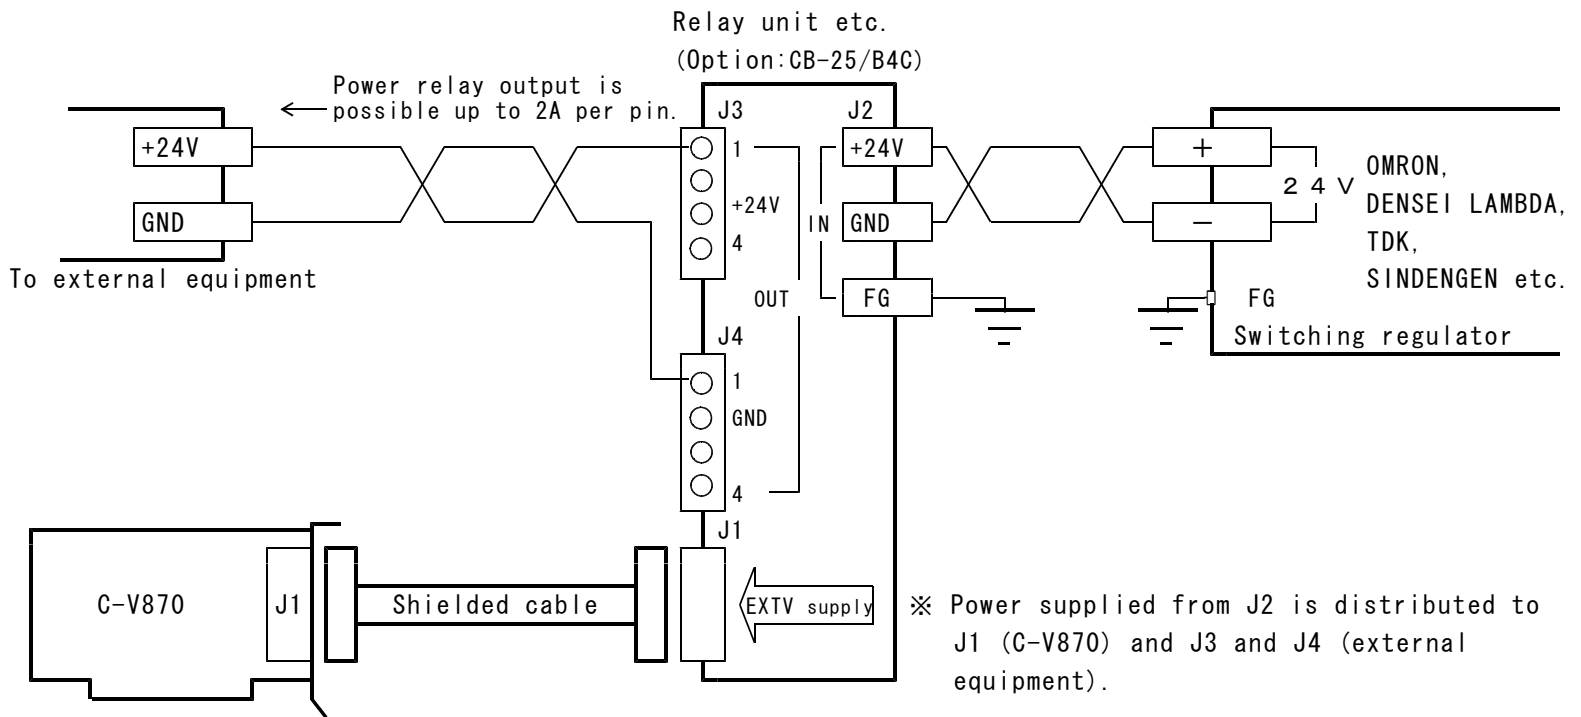 Relay unit etc.
(Option:CB-25/B4C)
Power relay output is
possible up to 2A per pin.
J3
J2
+24V
GND
To external equipment
1
+24V
4
OUT
IN
+24V
GND
FG
J4
1
GND
4
J1
+
−
24V
FG
OMRON,
DENSEI LAMBDA,
TDK,
SINDENGEN etc.
Switching regulator
C-V870
J1
Shielded cable
EXTV supply
※ Power supplied from J2 is distributed to
J1 (C-V870) and J3 and J4 (external
equipment).